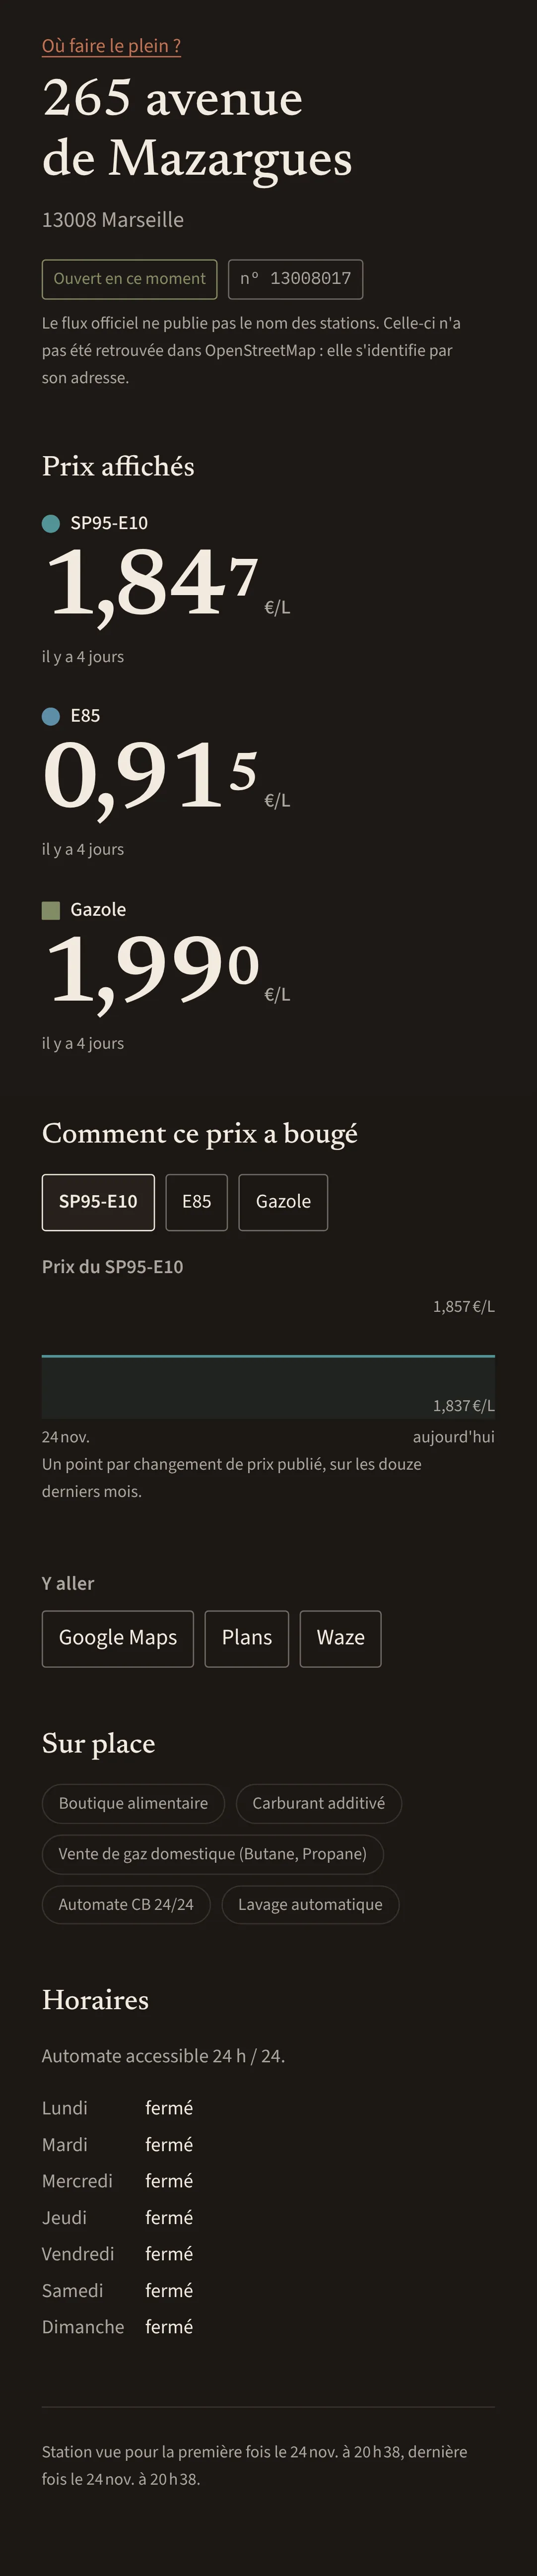 Où faire le plein ?
265 avenue
de Mazargues
13008 Marseille
Ouvert en ce moment
n° 13008017
Le flux officiel ne publie pas le nom des stations. Celle-ci n'a
pas été retrouvée dans OpenStreetMap : elle s'identifie par
son adresse.
Prix affichés
SP95-E10
1,847 €/L
il y a 4 jours
E85
0,915 €/L
il y a 4 jours
Gazole
1,990 €/L
il y a 4 jours
Comment ce prix a bougé
SP95-E10 E85 Gazole
Prix du SP95-E10
1,857 €/L
1,837 €/L
24 nov. aujourd'hui
Un point par changement de prix publié, sur les douze
derniers mois.
Y aller
Google Maps Plans Waze
Sur place
Boutique alimentaire Carburant additivé
Vente de gaz domestique (Butane, Propane)
Automate CB 24/24 Lavage automatique
Horaires
Automate accessible 24 h / 24.
Lundi fermé
Mardi fermé
Mercredi fermé
Jeudi fermé
Vendredi fermé
Samedi fermé
Dimanche fermé
Station vue pour la première fois le 24 nov. à 20 h 38, dernière
fois le 24 nov. à 20 h 38.